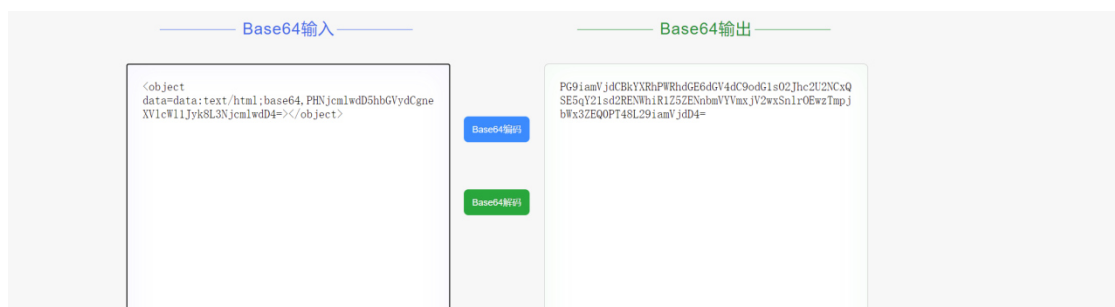 Base64输入
Base64输出
<object
data=data:text/html;base64,PHNjcmlwdD5hbGVydCgne
XVlcWl1Jyk8L3NjcmlwdD4=></object>
PG9iamVjdCBkYXRhPWRhdGE6dGV4dC9odG1sO2Jhc2U2NCxQ
SE5qY21sd2RENWhiR1Z5ZENnbmVYVmxjV2wxSnlrOEwzTmpj
bWx3ZEQ0PT48L29iamVjdD4=
Base64编码
Base64解码